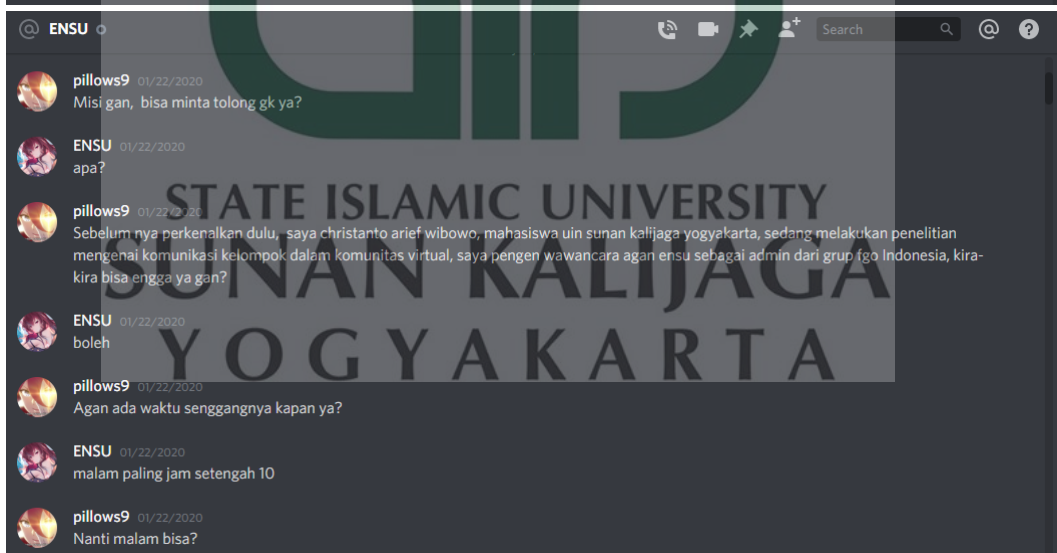 @ ENSU
Search
pillows9 01/22/2020
Misi gan, bisa minta tolong gk ya?
ENSU 01/22/2020
apa?
pillows9 01/22/2020
Sebelum nya perkenalkan dulu, saya christanto arief wibowo, mahasiswa uin sunan kalijaga yogyakarta, sedang melakukan penelitian
mengenai komunikasi kelompok dalam komunitas virtual, saya pengen wawancara agan ensu sebagai admin dari grup fgo Indonesia, kira-
kira bisa engga ya gan?
ENSU 01/22/2020
boleh
pillows9 01/22/2020
Agan ada waktu senggangnya kapan ya?
ENSU 01/22/2020
malam paling jam setengah 10
pillows9 01/22/2020
Nanti malam bisa?
STATE ISLAMIC UNIVERSITY
SUNAN KALIJAGA
YOGYAKARTA